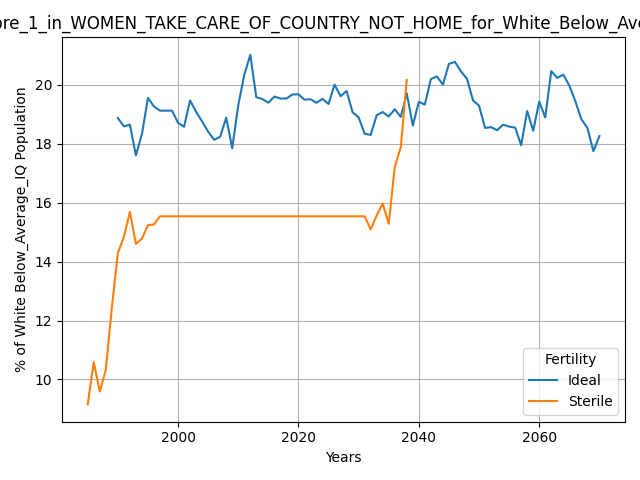 ore_1_in_WOMEN_TAKE_CARE_OF_COUNTRY_NOT_HOME_for_White_Below_Ave
% of White Below_Average_IQ Population
20
18
16
14
12
10
2000 2020 2040 2060
Years
Fertility
Ideal
Sterile